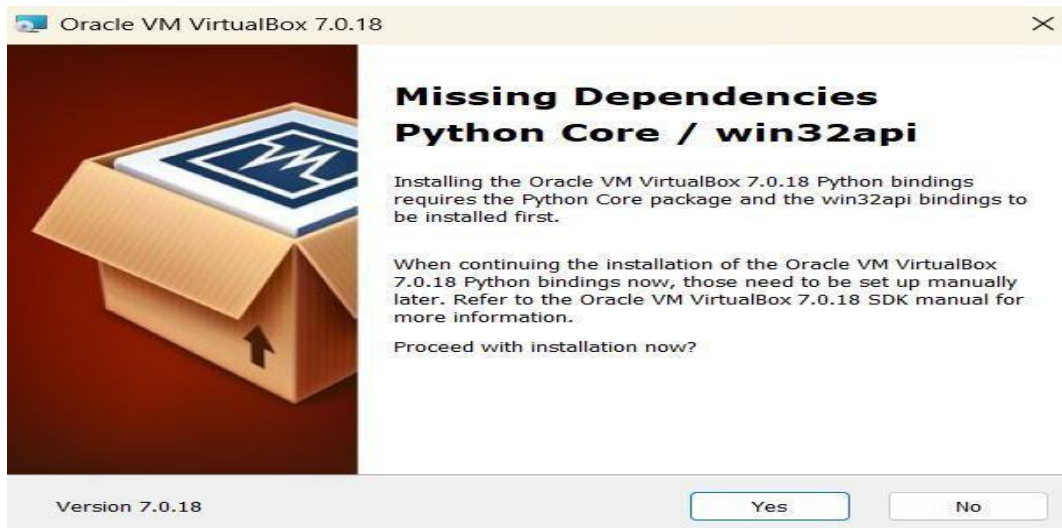 Oracle VM VirtualBox 7.0.18
Missing Dependencies
Python Core / win32api
Installing the Oracle VM VirtualBox 7.0.18 Python bindings
requires the Python Core package and the win32api bindings to
be installed first.
When continuing the installation of the Oracle VM VirtualBox
7.0.18 Python bindings now, those need to be set up manually
later. Refer to the Oracle VM VirtualBox 7.0.18 SDK manual for
more information.
Proceed with installation now?
Version 7.0.18
Yes
No